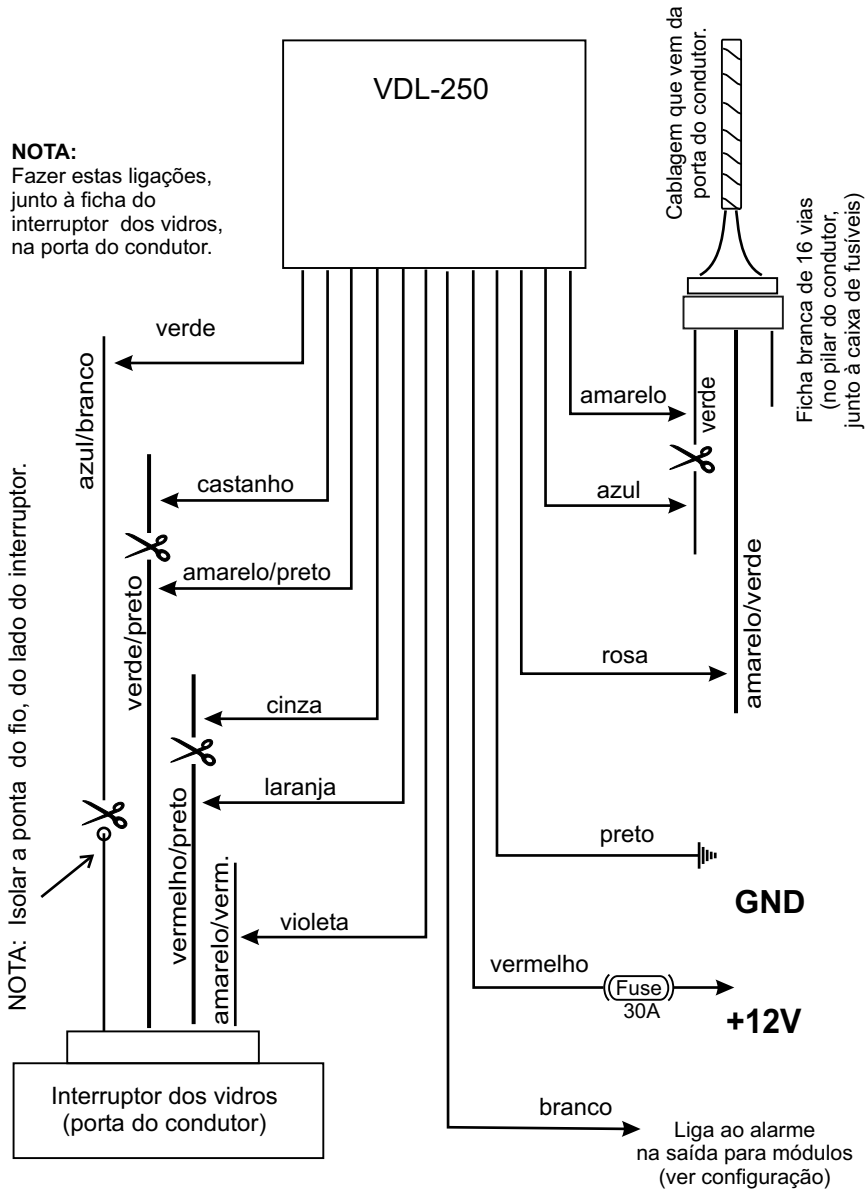 VDL-250
NOTA:
Fazer estas ligações,
junto à ficha do
interruptor dos vidros,
na porta do condutor.
Cablagem que vem da
porta do condutor.
Ficha branca de 16 vias
(no pilar do condutor,
junto à caixa de fusíveis)
verde
azul/branco
castanho
amarelo/preto
verde/preto
cinza
laranja
vermelho/preto
amarelo/verm.
violeta
NOTA: Isolar a ponta do fio, do lado do interruptor.
amarelo
verde
azul
rosa
amarelo/verde
preto
GND
vermelho
Fuse
30A
+12V
branco
Liga ao alarme
na saída para módulos
(ver configuração)
Interruptor dos vidros
(porta do condutor)